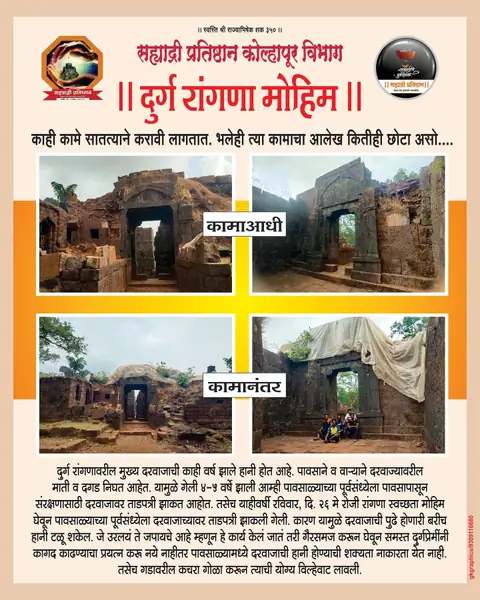 || स्वस्ति श्री राज्याभिषेक शक ३५० ||
सह्याद्री प्रतिष्ठान कोल्हापूर विभाग
|| दुर्ग रांगणा मोहिम ||
सह्याद्री प्रतिष्ठान
|| सह्याद्री प्रतिष्ठान ||
काही कामे सातत्याने करावी लागतात. भलेही त्या कामाचा आलेख कितीही छोटा असो....
कामाआधी
कामानंतर
दुर्ग रांगणावरील मुख्य दरवाजाची काही वर्ष झाले हानी होत आहे. पावसाने व वाऱ्याने दरवाज्यावरील
माती व दगड निघत आहेत. यामुळे गेली ४-५ वर्षे झाली आम्ही पावसाळ्याच्या पूर्वसंध्येला पावसापासून
संरक्षणासाठी दरवाजावर ताडपत्री झाकत आहोत. तसेच याहीवर्षी रविवार, दि. २६ मे रोजी रांगणा स्वच्छता मोहिम
घेवून पावसाळ्याच्या पूर्वसंध्येला दरवाजाच्यावर ताडपत्री झाकली गेली. कारण यामुळे दरवाजाची पुढे होणारी बरीच
हानी टळू शकेल. जे उरलयं ते जपायचे आहे म्हणून हे कार्य केलं जातं तरी गैरसमज करून घेवून समस्त दुर्गप्रेमींनी
कागद काढण्याचा प्रयत्न करू नये नाहीतर पावसाळ्यामध्ये दरवाजाची हानी होण्याची शक्यता नाकारता येत नाही.
तसेच गडावरील कचरा गोळा करून त्याची योग्य विल्हेवाट लावली.